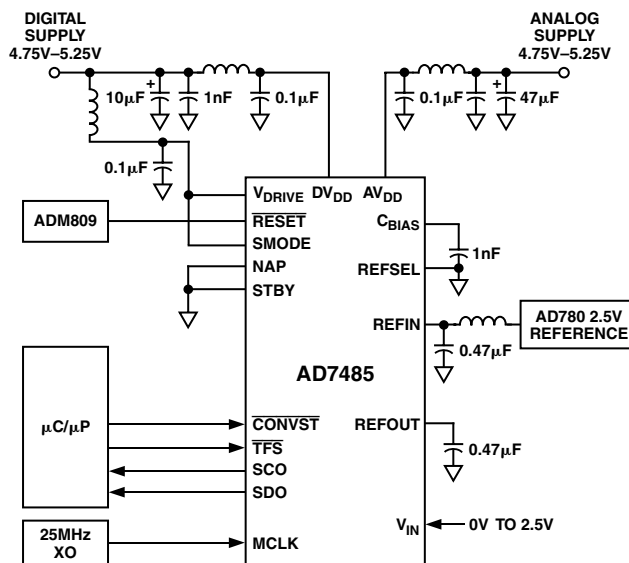 DIGITAL
SUPPLY
4.75V–5.25V
ANALOG
SUPPLY
4.75V–5.25V
10µF
+
1nF
0.1µF
0.1µF
+
47µF
0.1µF
VDRIVE
DVDD
AVDD
ADM809
RESET
CBIAS
SMODE
1nF
NAP
REFSEL
STBY
REFIN
AD780 2.5V
REFERENCE
0.47µF
AD7485
µC/µP
CONVST
REFOUT
TFS
SCO
0.47µF
SDO
25MHz
XO
MCLK
VIN
0V TO 2.5V